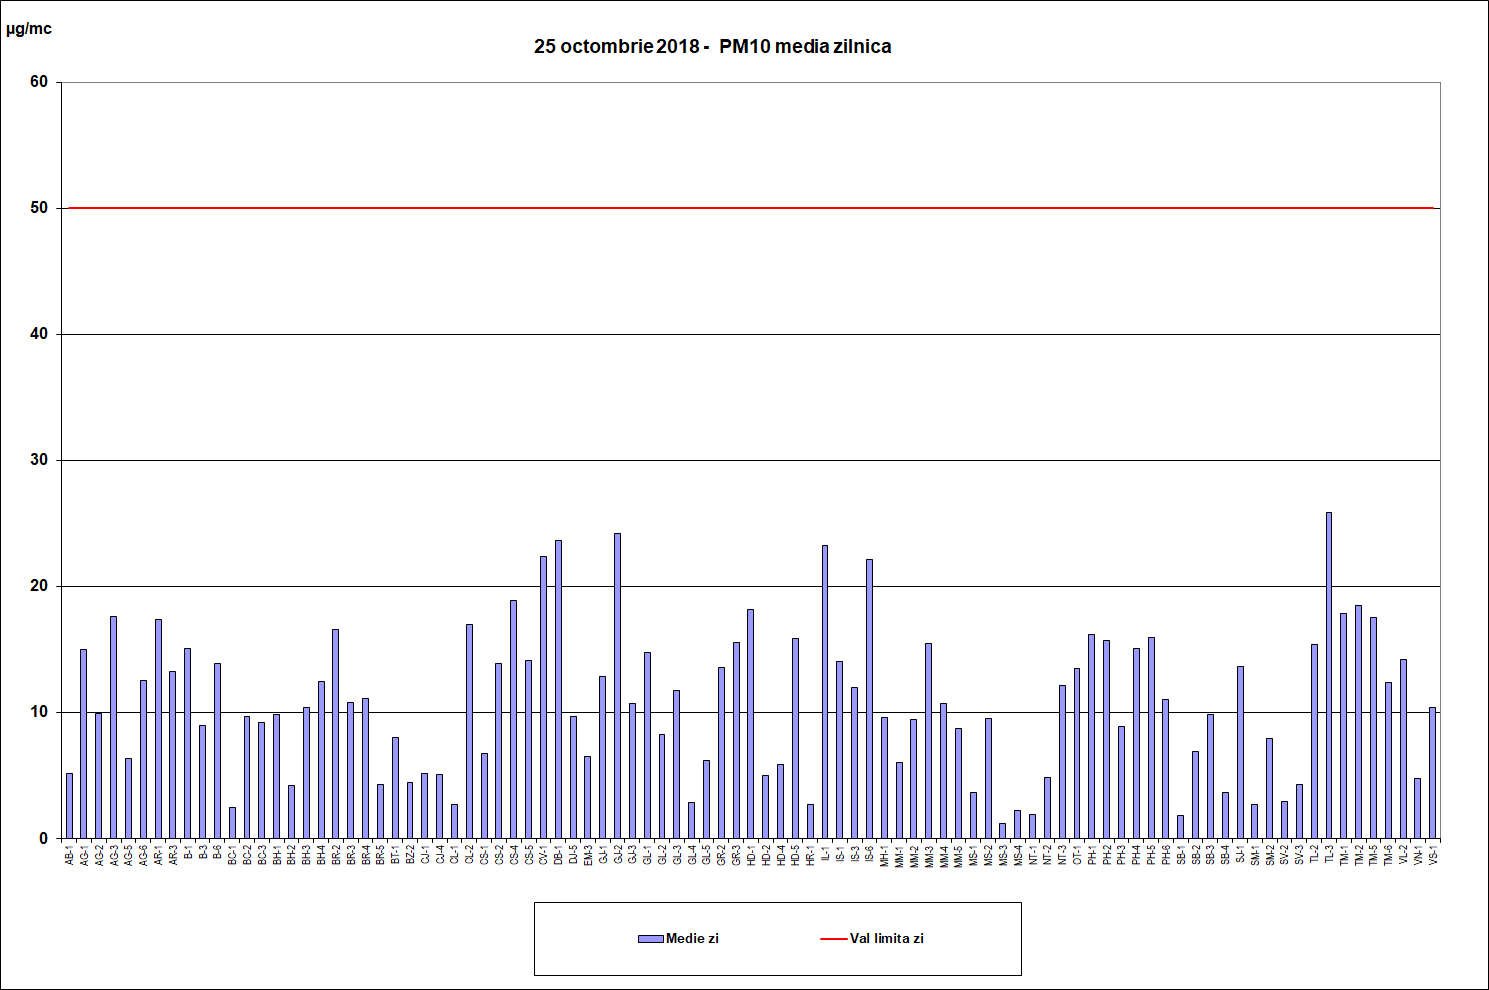 µg/mc
25 octombrie 2018 - PM10 media zilnica
60
50
40
30
20
10
0
AB-1 AG-1 AG-2 AG-3 AG-5 AG-6 AR-1 AR-3 B-1 B-3 B-6 BC-1 BC-2 BC-3 BH-1 BH-2 BH-3 BH-4 BR-2 BR-3 BR-4 BR-5 BT-1 BZ-2 CJ-1 CJ-4 CL-1 CL-2 CS-1 CS-2 CS-4 CS-5 CV-1 DB-1 DJ-5 EM-3 GJ-1 GJ-2 GJ-3 GL-1 GL-2 GL-3 GL-4 GL-5 GR-2 GR-3 HD-1 HD-2 HD-4 HD-5 HR-1 IL-1 IS-1 IS-3 IS-6 MH-1 MM-1 MM-2 MM-3 MM-4 MM-5 MS-1 MS-2 MS-3 MS-4 NT-1 NT-2 NT-3 OT-1 PH-1 PH-2 PH-3 PH-4 PH-5 PH-6 SB-1 SB-2 SB-3 SB-4 SJ-1 SM-1 SM-2 SV-2 SV-3 TL-2 TL-3 TM-1 TM-2 TM-5 TM-6 VL-2 VN-1 VS-1
Medie zi Val limita zi